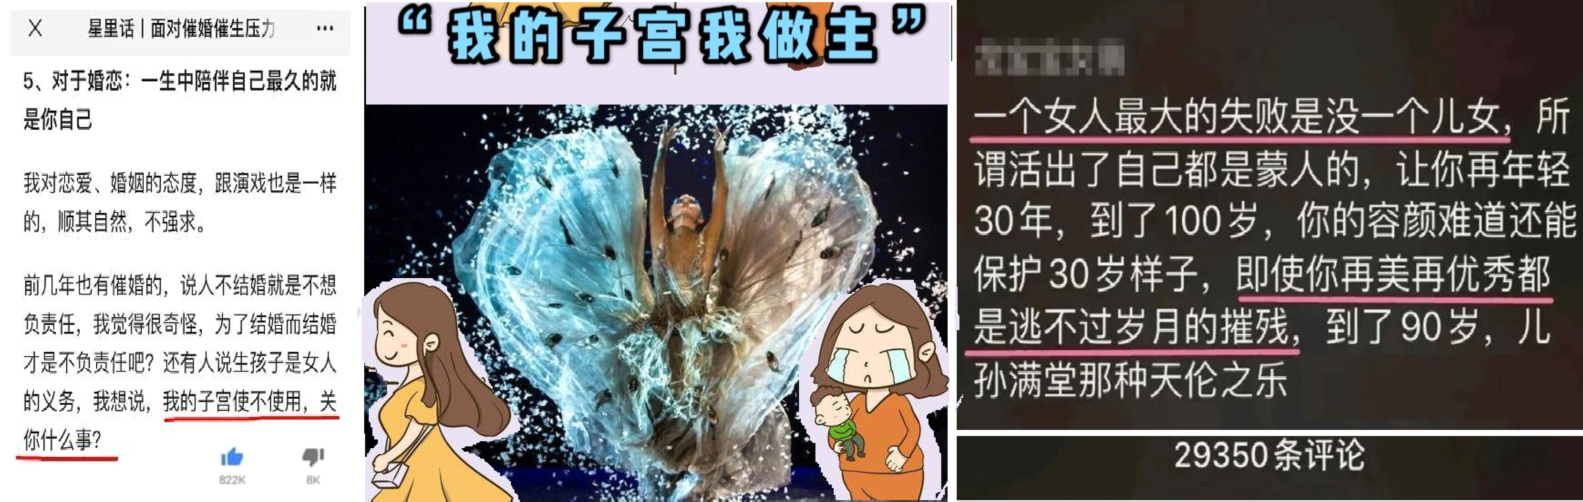 星里话丨面对催婚催生压力
5、对于婚恋：一生中陪伴自己最久的就
是你自己
我对恋爱、婚姻的态度，跟演戏也是一样
的，顺其自然，不强求。
前几年也有催婚的，说人不结婚就是不想
负责任，我觉得很奇怪，为了结婚而结婚
才是不负责任吧？还有人说生孩子是女人
的义务，我想说，我的子宫使不使用，关
你什么事？
822K
8K
“我的子宫我做主”
一个女人最大的失败是没一个儿女，所
谓活出了自己都是蒙人的，让你再年轻
30年，到了100岁，你的容颜难道还能
保护30岁样子，即使你再美再优秀都
是逃不过岁月的摧残，到了90岁，儿
孙满堂那种天伦之乐
29350条评论